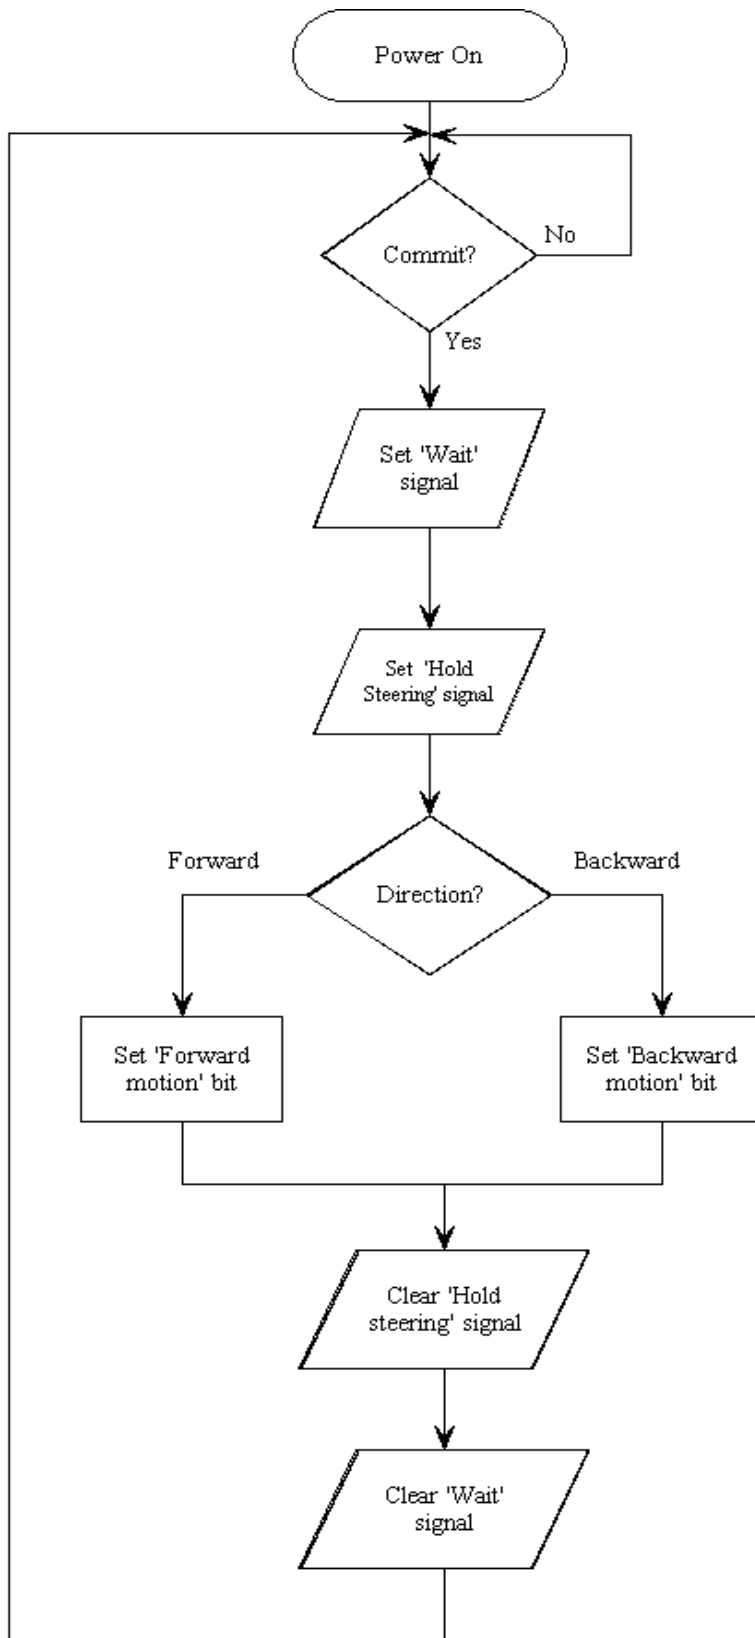 Power On
Commit?
No
Yes
Set 'Wait'
signal
Set 'Hold
Steering' signal
Forward
Backward
Direction?
Set 'Forward
motion' bit
Set 'Backward
motion' bit
Clear 'Hold
steering' signal
Clear 'Wait'
signal